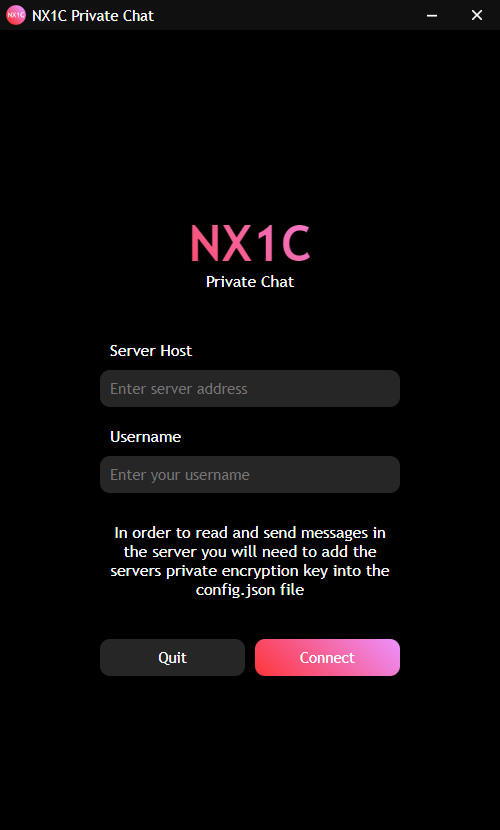 NX1C
NX1C Private Chat
NX1C
Private Chat
Server Host
Enter server address
Username
Enter your username
In order to read and send messages in
the server you will need to add the
servers private encryption key into the
config.json file
Quit
Connect